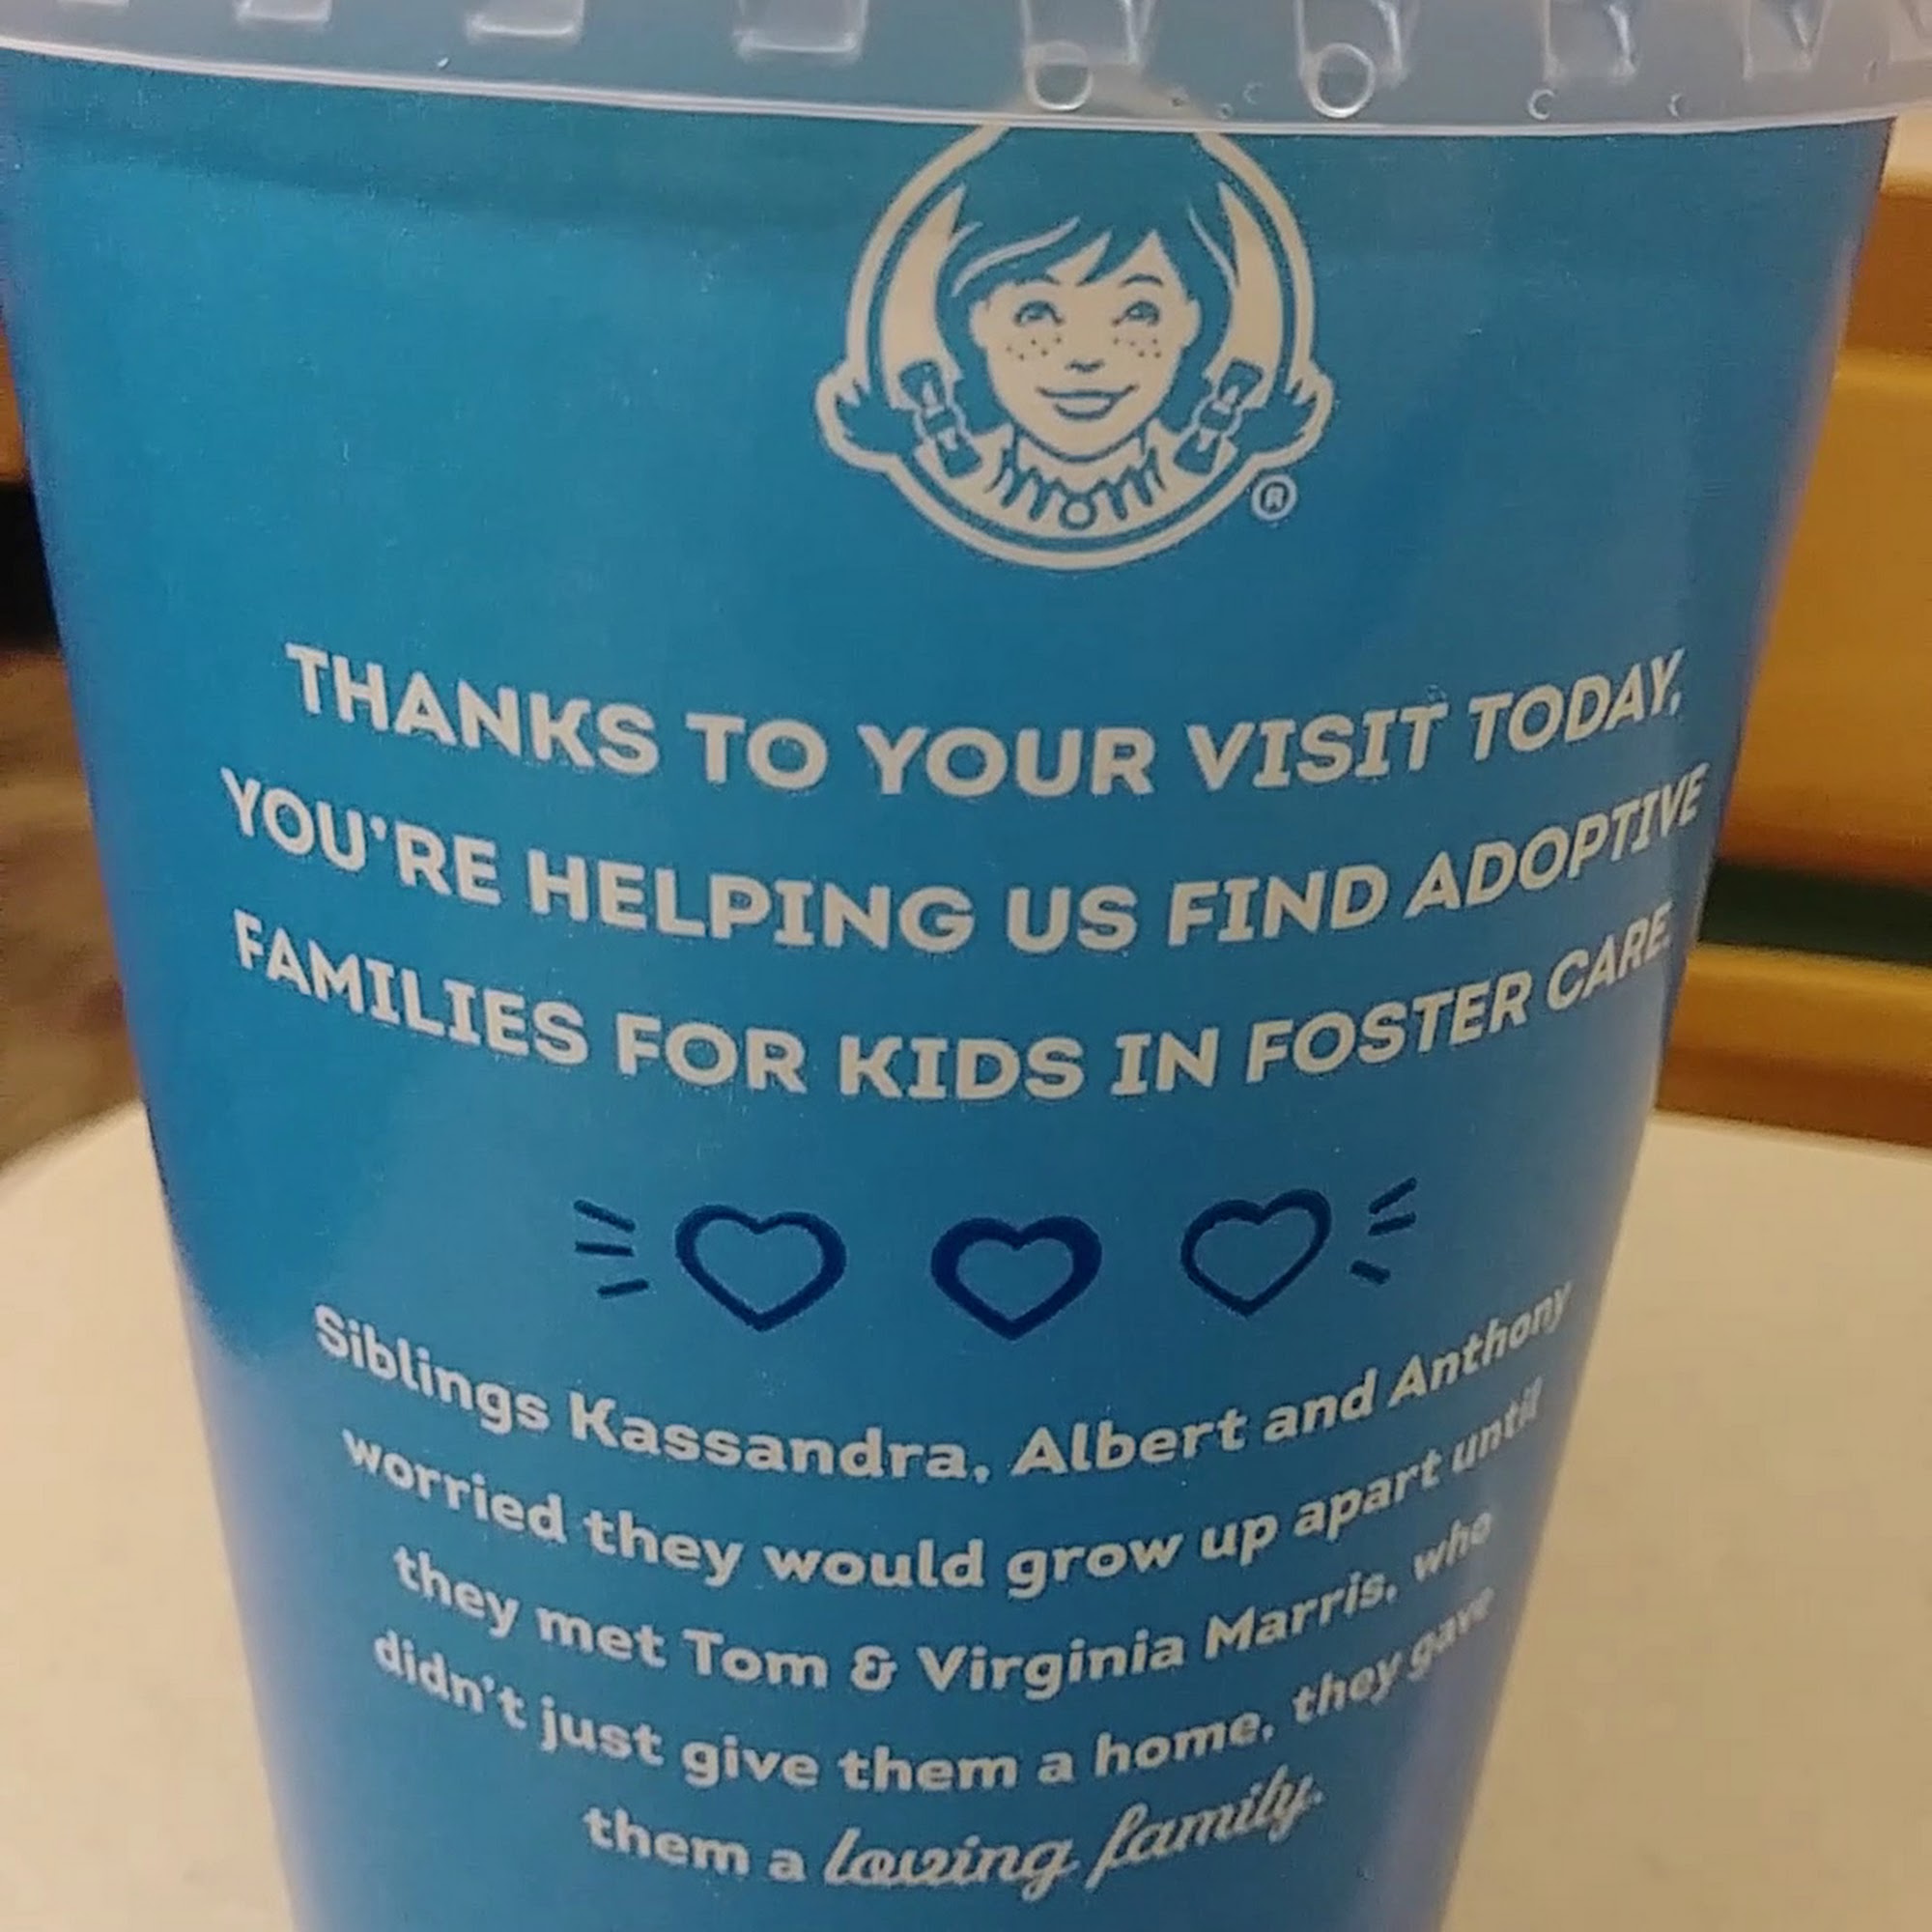 ®
THANKS TO YOUR VISIT TODAY,
YOU'RE HELPING US FIND ADOPTIVE
FAMILIES FOR KIDS IN FOSTER CARE.
Siblings Kassandra, Albert and Anthony
worried they would grow up apart until
they met Tom & Virginia Marris, who
didn't just give them a home, they gave
them a loving family.